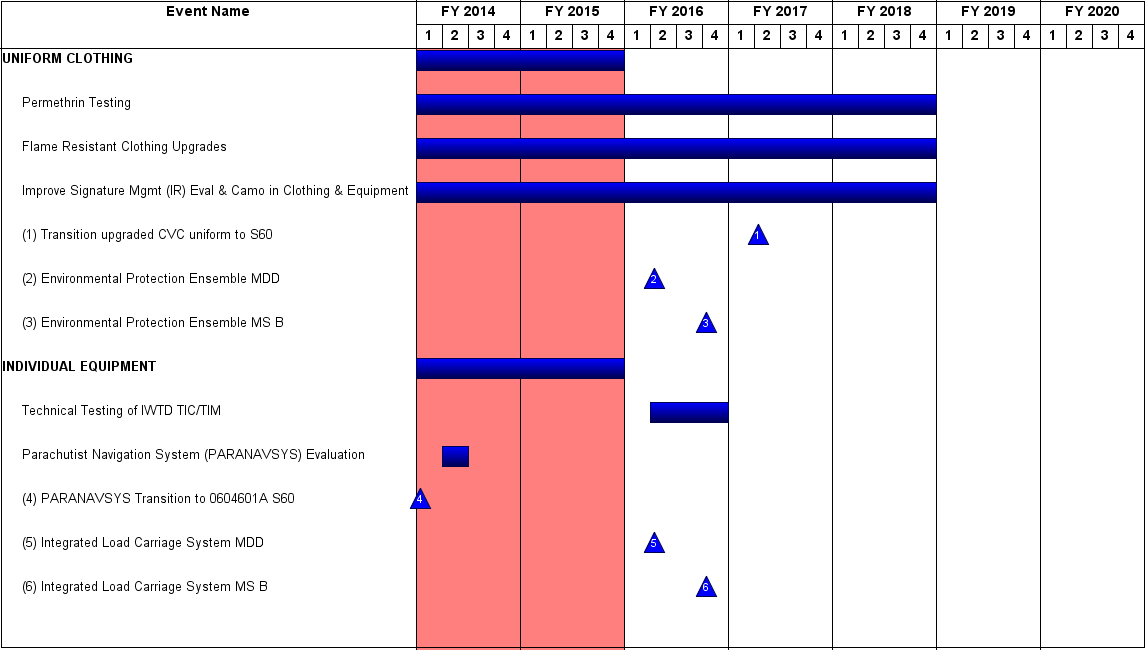 Event Name FY 2014 FY 2015 FY 2016 FY 2017 FY 2018 FY 2019 FY 2020
1 2 3 4 1 2 3 4 1 2 3 4 1 2 3 4 1 2 3 4 1 2 3 4 1 2 3 4
UNIFORM CLOTHING
Permethrin Testing
Flame Resistant Clothing Upgrades
Improve Signature Mgmt (IR) Eval & Camo in Clothing & Equipment
(1) Transition upgraded CVC uniform to S60 1
(2) Environmental Protection Ensemble MDD 2
(3) Environmental Protection Ensemble MS B 3
INDIVIDUAL EQUIPMENT
Technical Testing of IWTD TIC/TIM
Parachutist Navigation System (PARANAVSYS) Evaluation
(4) PARANAVSYS Transition to 0604601A S60 4
(5) Integrated Load Carriage System MDD 5
(6) Integrated Load Carriage System MS B 6